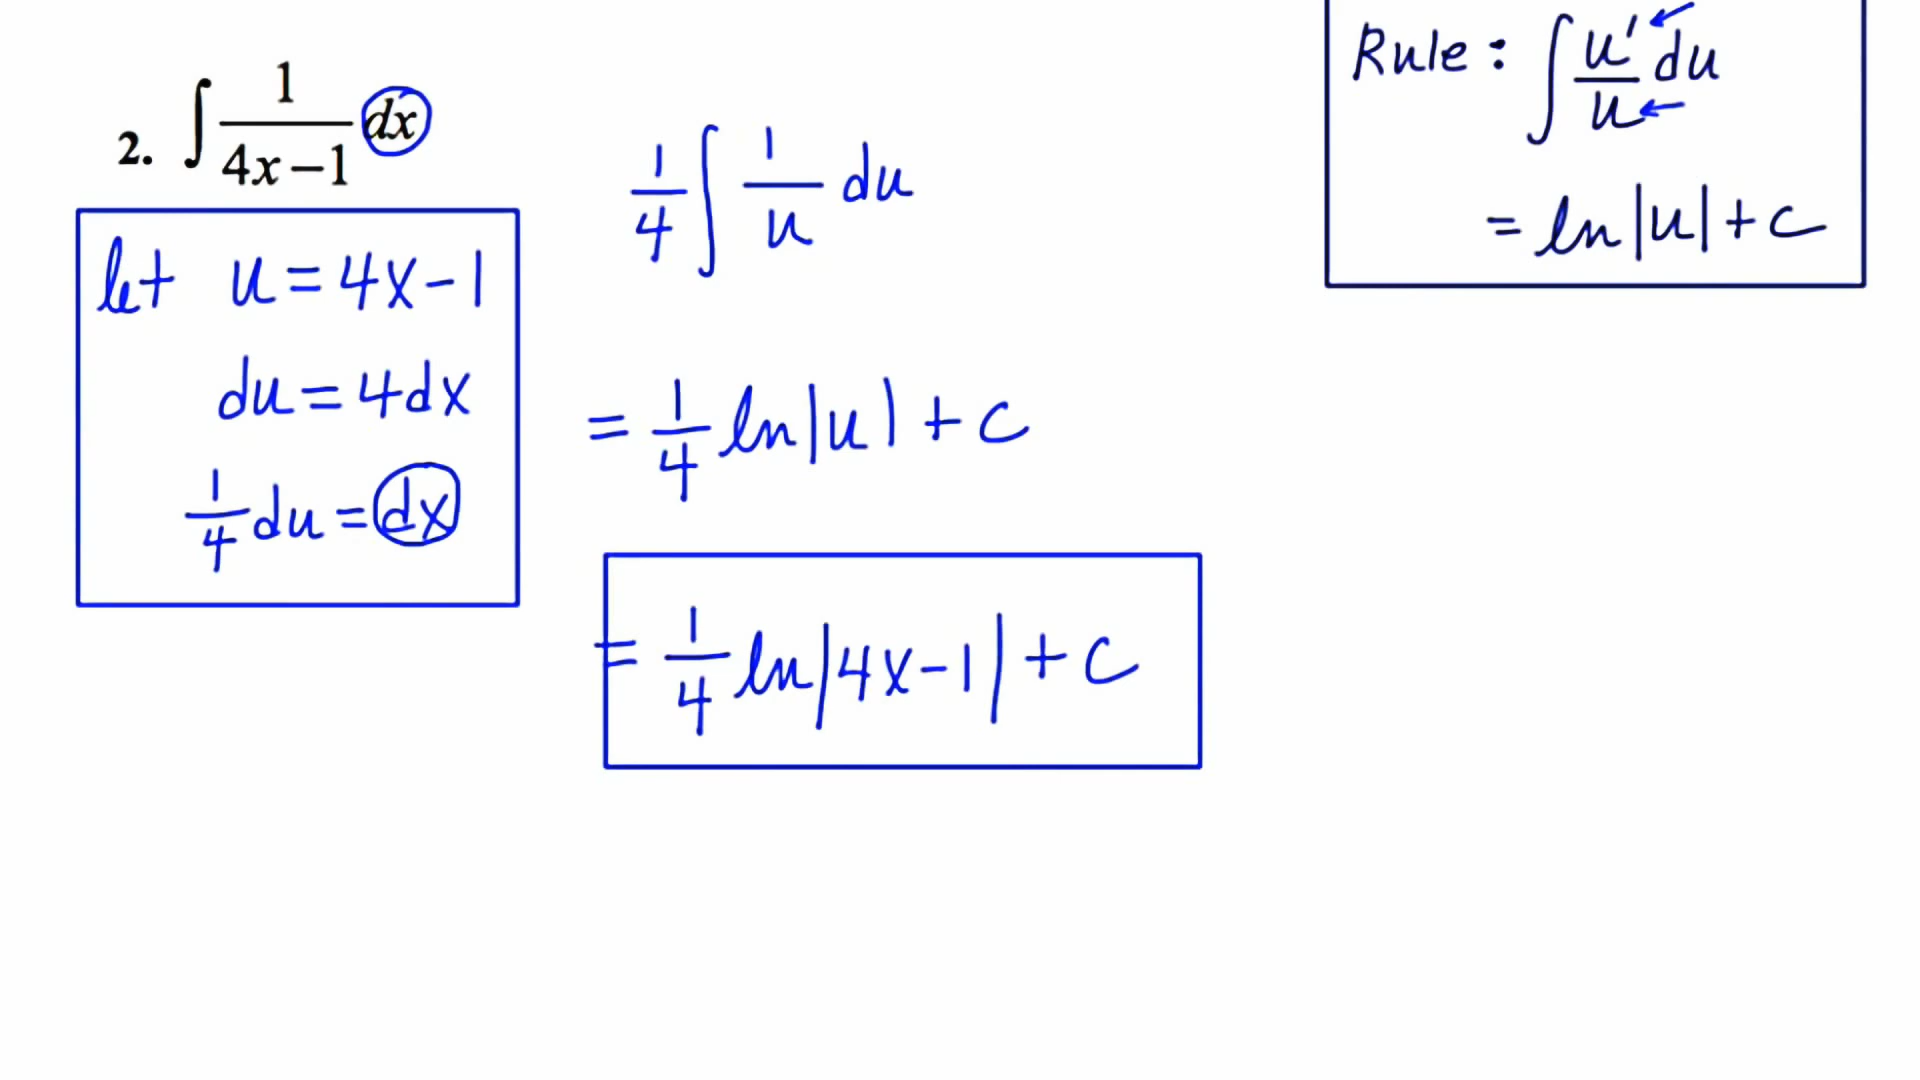 2. ∫ 1/(4x−1) dx
let u = 4x − 1
du = 4dx
1/4 du = dx
1/4 ∫ 1/u du
= 1/4 ln|u| + c
= 1/4 ln|4x−1| + c
Rule: ∫ u'/u du
= ln|u| + c